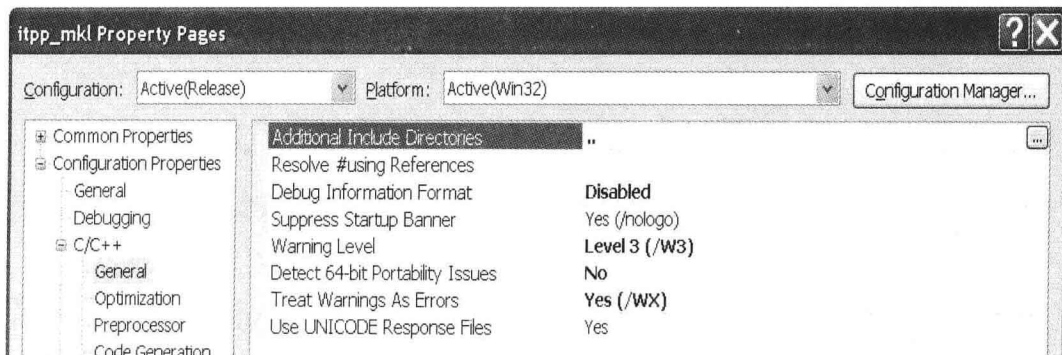 itpp_mkl Property Pages
Configuration: Active(Release) Platform: Active(Win32) Configuration Manager...
Common Properties
Configuration Properties
General
Debugging
C/C++
General
Optimization
Preprocessor
Code Generation
Additional Include Directories ..
Resolve #using References
Debug Information Format Disabled
Suppress Startup Banner Yes (/nologo)
Warning Level Level 3 (/W3)
Detect 64-bit Portability Issues No
Treat Warnings As Errors Yes (/WX)
Use UNICODE Response Files Yes